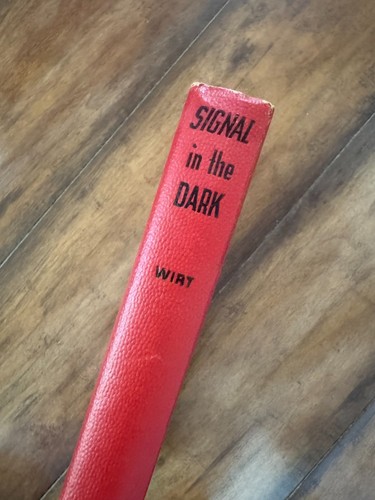 SIGNAL
in the
DARK
WIRT